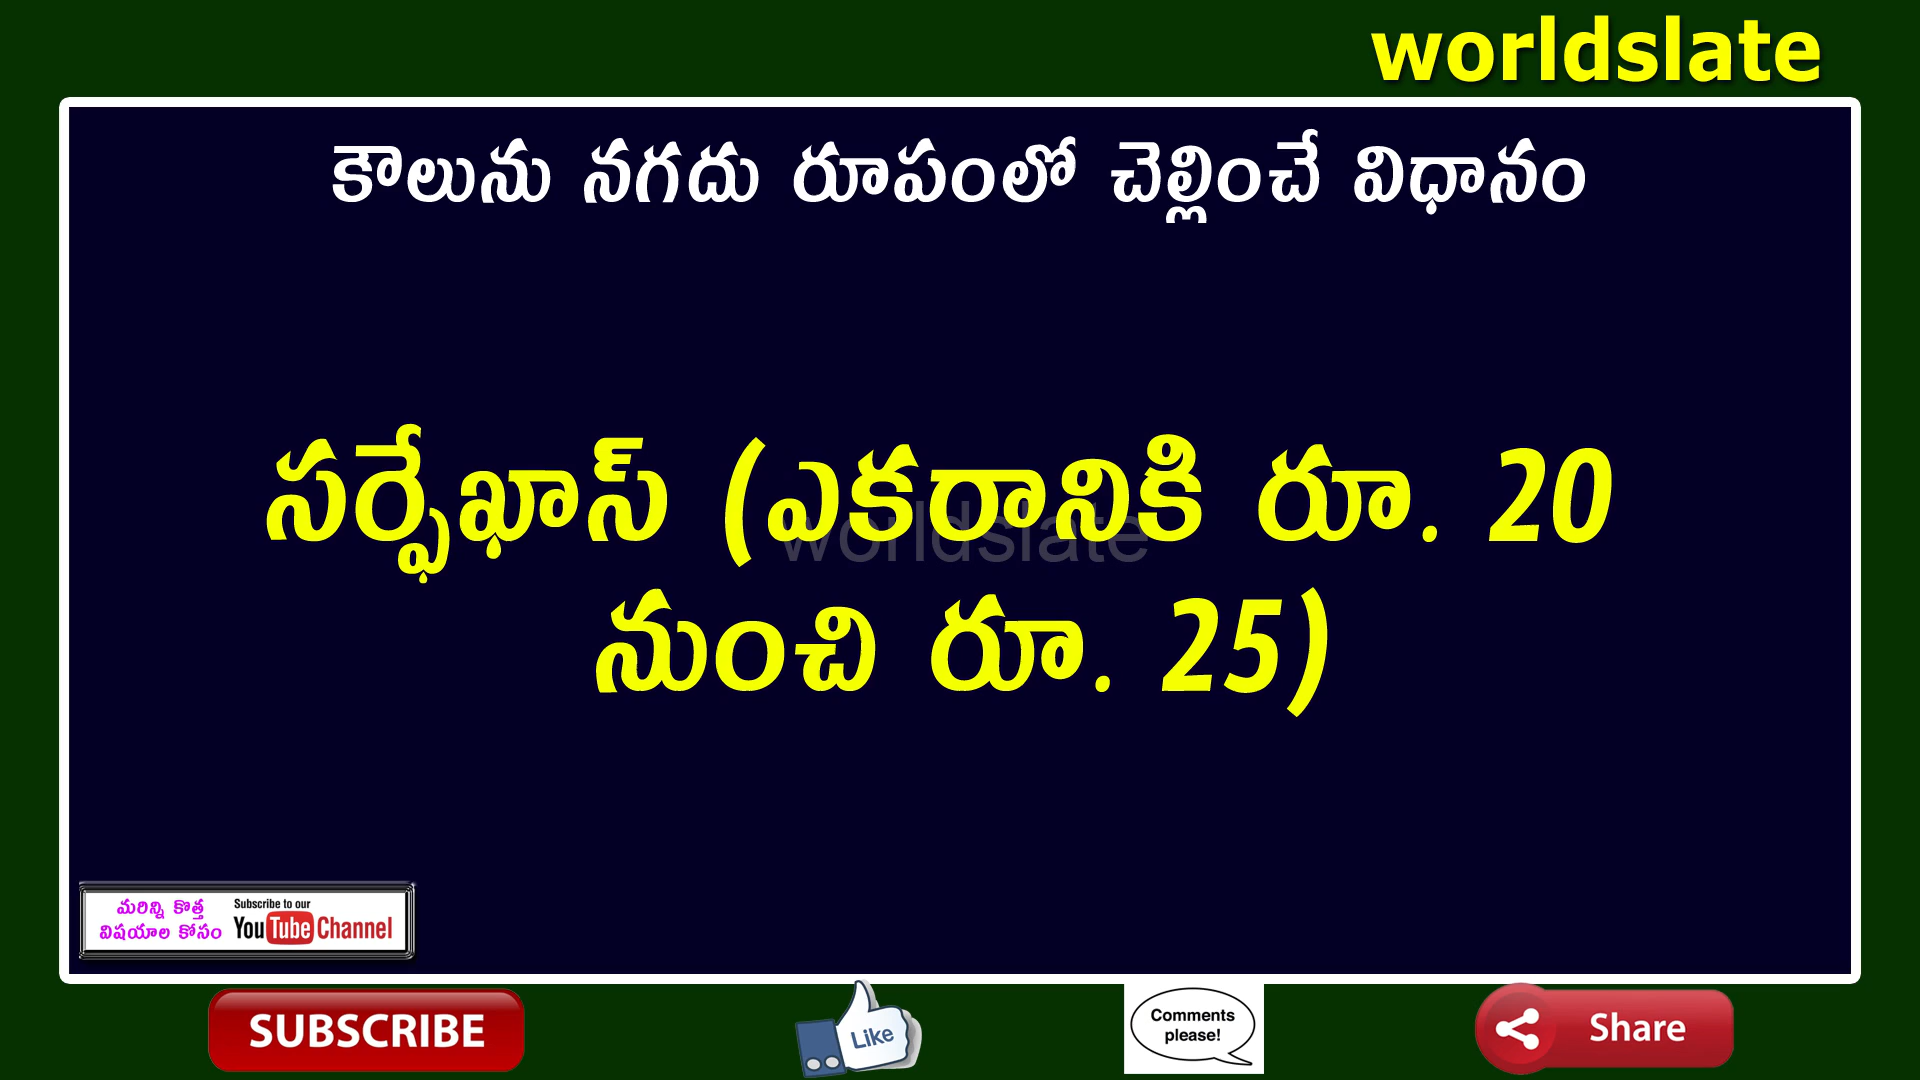 worldslate
కౌలును నగదు రూపంలో చెల్లించే విధానం
సర్ఫేఖాస్ (ఎకరానికి రూ. 20
worldslate
నుంచి రూ. 25)
మరిన్ని కొత్త
విషయాల కోసం
Subscribe to our
YouTube Channel
SUBSCRIBE
Like
Comments
please!
Share